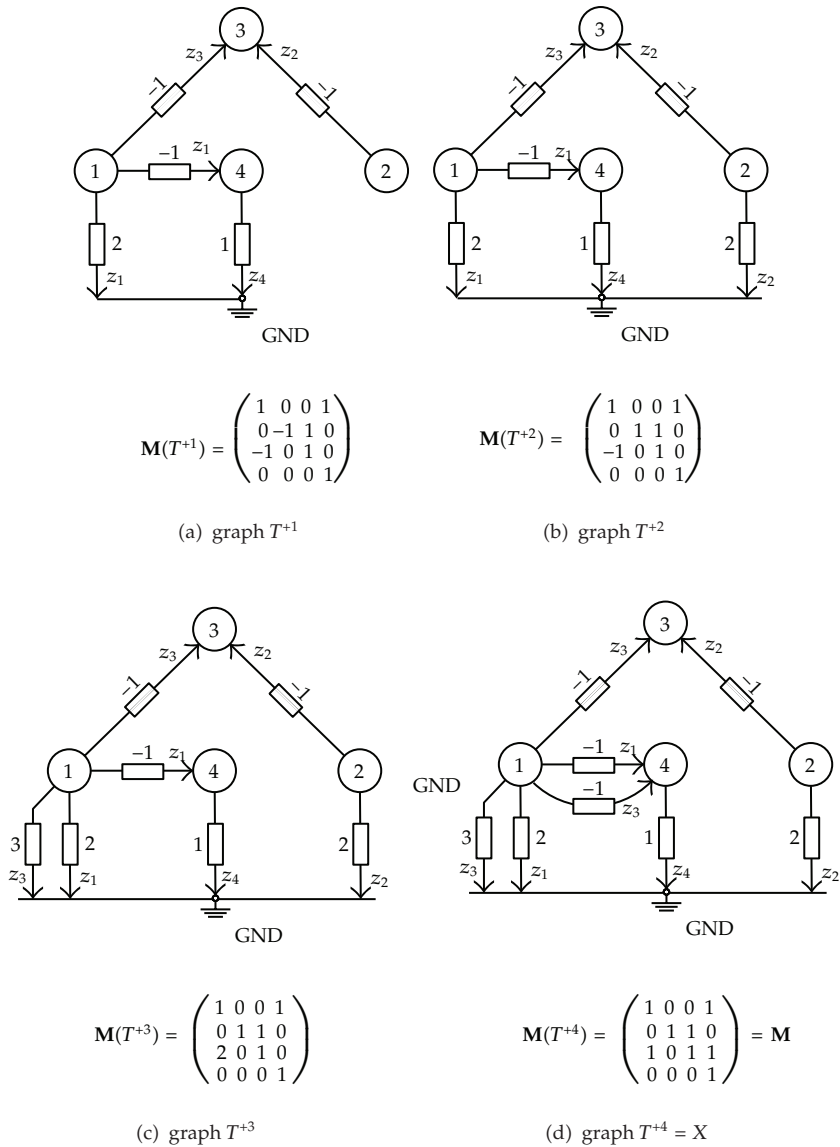 3
z3 z2
−1 −1
1 −1 z1 4 2
2 1
z1 z4
GND
M(T+1) =
1 0 0 1
0 −1 1 0
−1 0 1 0
0 0 0 1
(a) graph T+1
3
z3 z2
−1 −1
1 −1 z1 4 2
2 1 2
z1 z4 z2
GND
M(T+2) =
1 0 0 1
0 1 1 0
−1 0 1 0
0 0 0 1
(b) graph T+2
3
z3 z2
−1 −1
1 −1 z1 4 2
3 2 1 2
z3 z1 z4 z2
GND
M(T+3) =
1 0 0 1
0 1 1 0
2 0 1 0
0 0 0 1
(c) graph T+3
3
z3 z2
−1 −1
1 −1 z1 4 2
GND −1 z3
3 2 1 2
z3 z1 z4 z2
GND
M(T+4) = = M
1 0 0 1
0 1 1 0
1 0 1 1
0 0 0 1
(d) graph T+4 = X